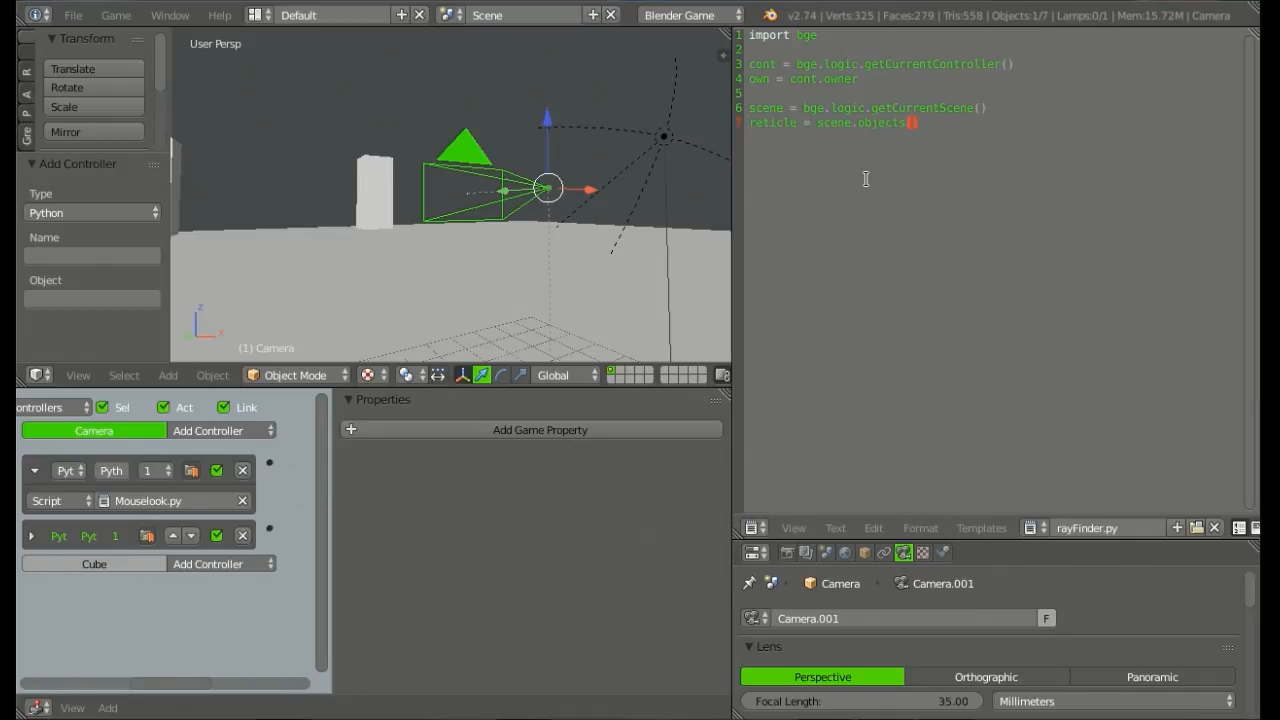 File Game Window Help Default Scene Blender Game v2.74 | Verts:325 | Faces:279 | Tris:558 | Objects:1/7 | Lamps:0/1 | Mem:15.72M | Camera
Transform
Translate
Rotate
Scale
Mirror
R
A
P
Gre
Add Controller
Type
Python
Name
Object
User Persp
z
x
(1) Camera
View Select Add Object Object Mode Global
1 import bge
2
3 cont = bge.logic.getCurrentController()
4 own = cont.owner
5
6 scene = bge.logic.getCurrentScene()
7 reticle = scene.objects[]
View Text Edit Format Templates rayFinder.py
ontrollers Sel Act Link
Camera Add Controller
Pyt Pyth 1
Script Mouselook.py
Pyt Pyt 1
Cube Add Controller
View Add
Properties
Add Game Property
Camera Camera.001
Camera.001 F
Lens
Perspective Orthographic Panoramic
Focal Length: 35.00 Millimeters